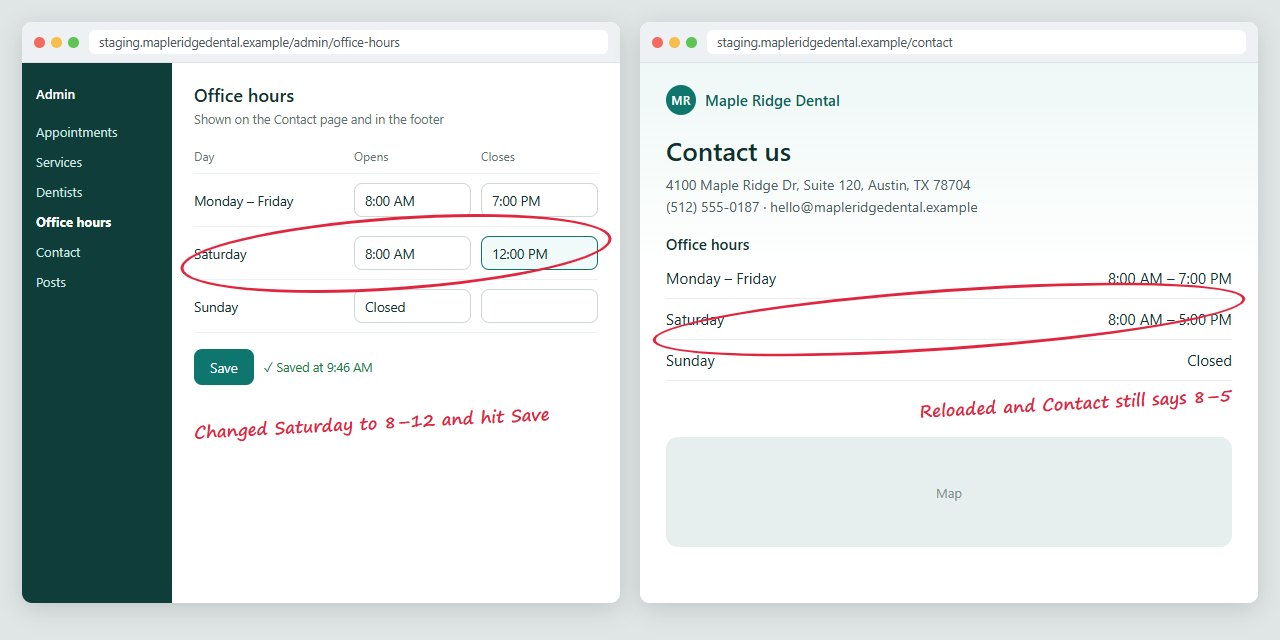 staging.mapleridgedental.example/admin/office-hours
Admin
Appointments
Services
Dentists
Office hours
Contact
Posts
Office hours
Shown on the Contact page and in the footer
Day Opens Closes
Monday – Friday 8:00 AM 7:00 PM
Saturday 8:00 AM 12:00 PM
Sunday Closed
Save ✓ Saved at 9:46 AM
Changed Saturday to 8–12 and hit Save
staging.mapleridgedental.example/contact
MR Maple Ridge Dental
Contact us
4100 Maple Ridge Dr, Suite 120, Austin, TX 78704
(512) 555-0187 · hello@mapleridgedental.example
Office hours
Monday – Friday 8:00 AM – 7:00 PM
Saturday 8:00 AM – 5:00 PM
Sunday Closed
Reloaded and Contact still says 8–5
Map